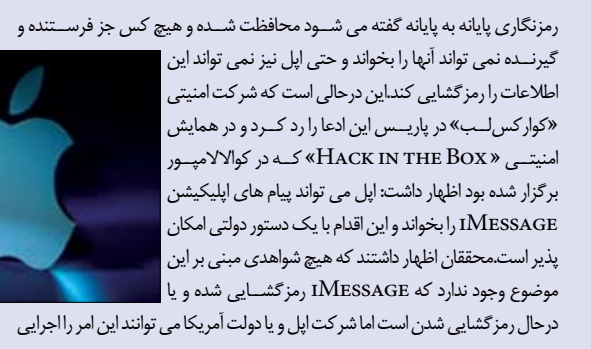 رمزنگاری پایانه به پایانه گفته می شود محافظت شده و هیچ کس جز فرستنده و
گیرنده نمی تواند آنها را بخواند و حتی اپل نیز نمی تواند این
اطلاعات را رمزگشایی کند.این درحالی است که شرکت امنیتی
«کوارکس‌لب» در پاریس این ادعا را رد کرد و در همایش
امنیتی «HACK IN THE BOX» که در کوالالامپور
برگزار شده بود اظهار داشت: اپل می تواند پیام های اپلیکیشن
IMESSAGE را بخواند و این اقدام با یک دستور دولتی امکان
پذیر است.محققان اظهار داشتند که هیچ شواهدی مبنی بر این
موضوع وجود ندارد که IMESSAGE رمزگشایی شده و یا
درحال رمزگشایی شدن است اما شرکت اپل و یا دولت آمریکا می توانند این امر را اجرایی